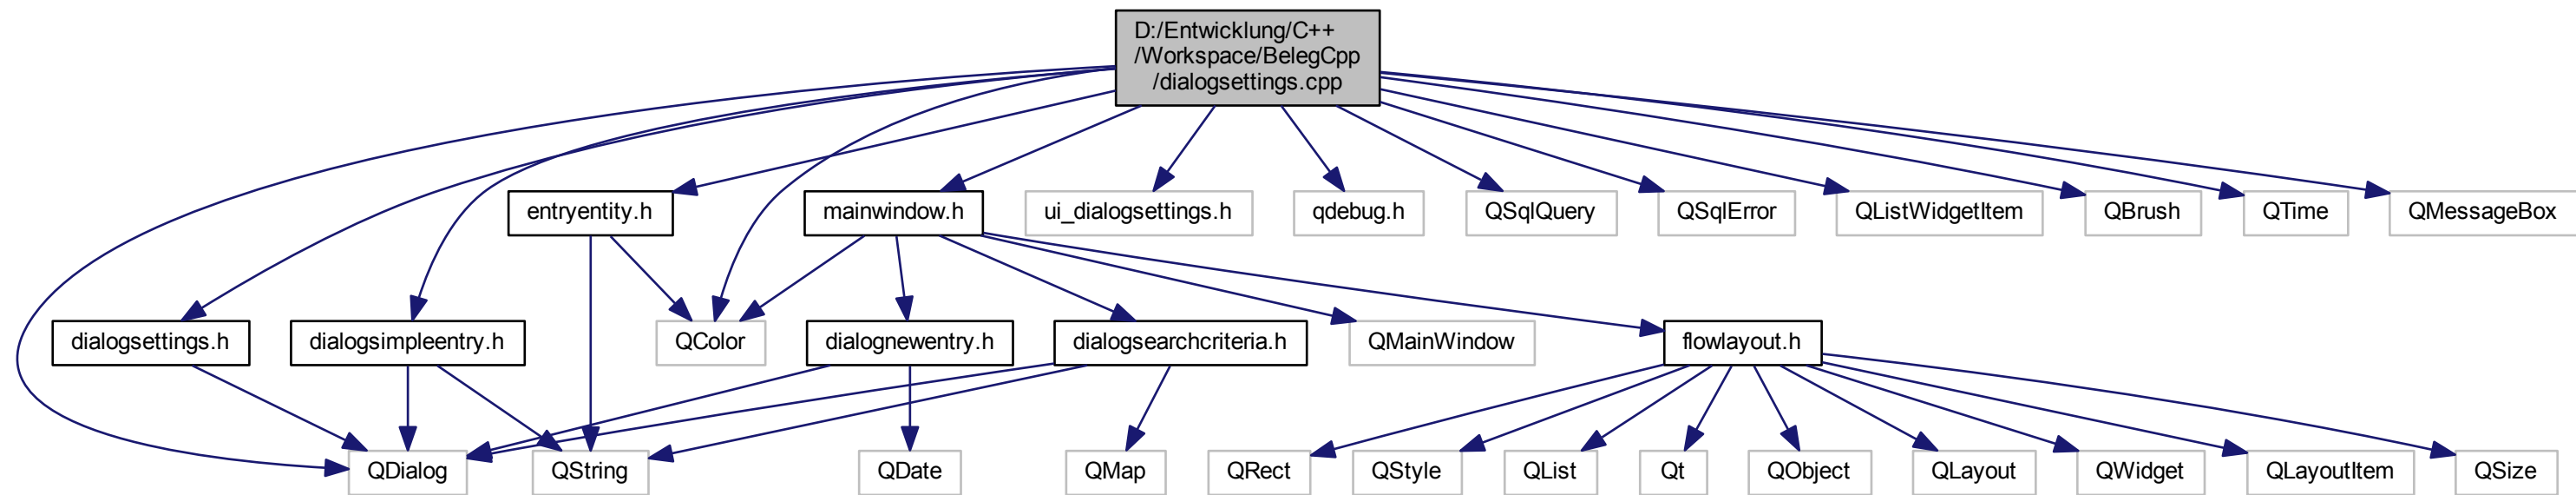 D:/Entwicklung/C++
/Workspace/BelegCpp
/dialogsettings.cpp
entryentity.h
mainwindow.h
ui_dialogsettings.h
qdebug.h
QSqlQuery
QSqlError
QListWidgetItem
QBrush
QTime
QMessageBox
dialogsettings.h
dialogsimpleentry.h
QColor
dialognewentry.h
dialogsearchcriteria.h
QMainWindow
flowlayout.h
QDialog
QString
QDate
QMap
QRect
QStyle
QList
Qt
QObject
QLayout
QWidget
QLayoutItem
QSize